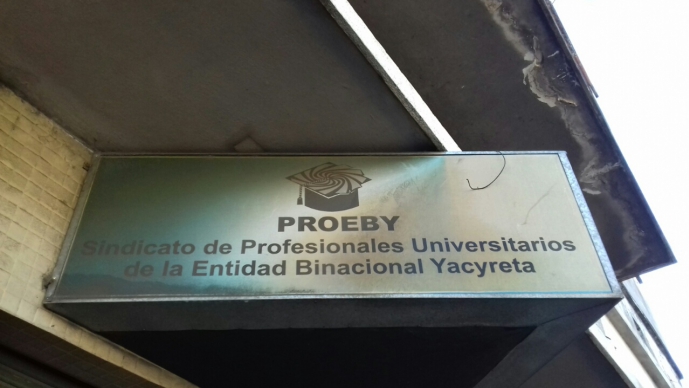 PROEBY
Sindicato de Profesionales Universitarios
de la Entidad Binacional Yacyreta